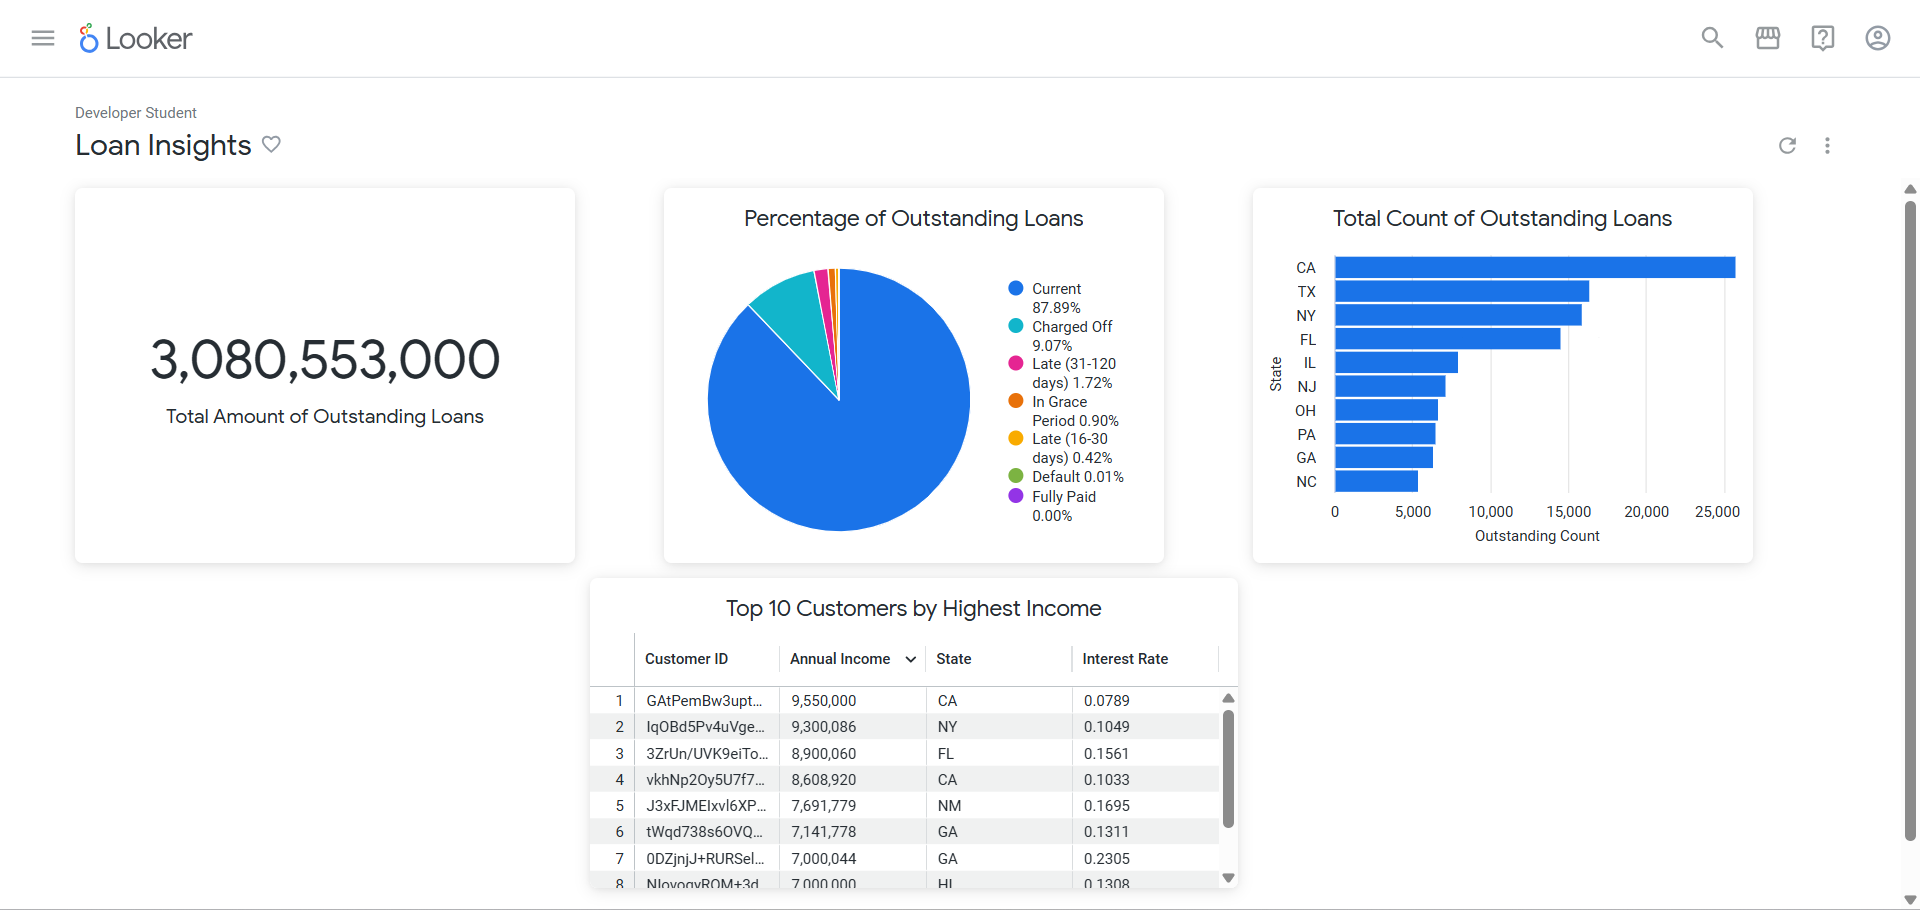 Looker
Developer Student
Loan Insights
3,080,553,000
Total Amount of Outstanding Loans
Percentage of Outstanding Loans
Current
87.89%
Charged Off
9.07%
Late (31-120
days) 1.72%
In Grace
Period 0.90%
Late (16-30
days) 0.42%
Default 0.01%
Fully Paid
0.00%
Total Count of Outstanding Loans
State
CA
TX
NY
FL
IL
NJ
OH
PA
GA
NC
0 5,000 10,000 15,000 20,000 25,000
Outstanding Count
Top 10 Customers by Highest Income
Customer ID Annual Income State Interest Rate
1 GAtPemBw3upt... 9,550,000 CA 0.0789
2 IqOBd5Pv4uVge... 9,300,086 NY 0.1049
3 3ZrUn/UVK9eiTo... 8,900,060 FL 0.1561
4 vkhNp2Oy5U7f7... 8,608,920 CA 0.1033
5 J3xFJMEIxvl6XP... 7,691,779 NM 0.1695
6 tWqd738s6OVQ... 7,141,778 GA 0.1311
7 0DZjnjJ+RURSel... 7,000,044 GA 0.2305
8 7,000,000 HI 0.1308